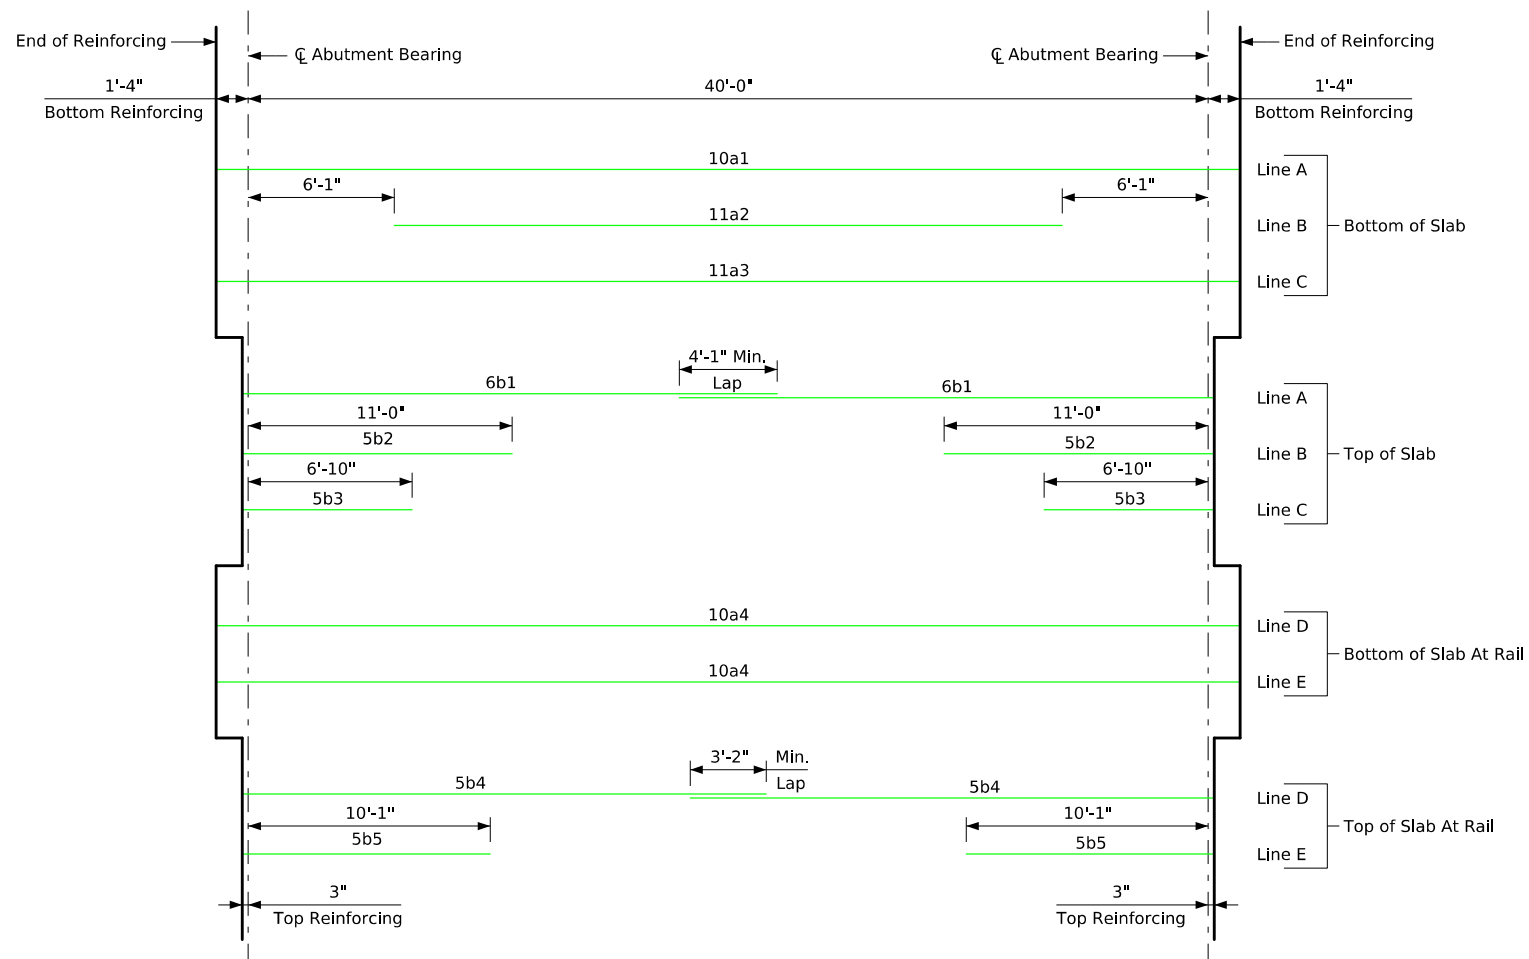 End of Reinforcing
℄ Abutment Bearing
℄ Abutment Bearing
End of Reinforcing
1'-4"
Bottom Reinforcing
40'-0"
1'-4"
Bottom Reinforcing
10a1
Line A
6'-1"
6'-1"
11a2
Line B
Bottom of Slab
11a3
Line C
4'-1" Min.
Lap
6b1
6b1
Line A
11'-0"
11'-0"
5b2
5b2
Line B
Top of Slab
6'-10"
6'-10"
5b3
5b3
Line C
10a4
Line D
Bottom of Slab At Rail
10a4
Line E
3'-2"
Min.
Lap
5b4
5b4
Line D
10'-1"
10'-1"
Top of Slab At Rail
5b5
5b5
Line E
3"
Top Reinforcing
3"
Top Reinforcing